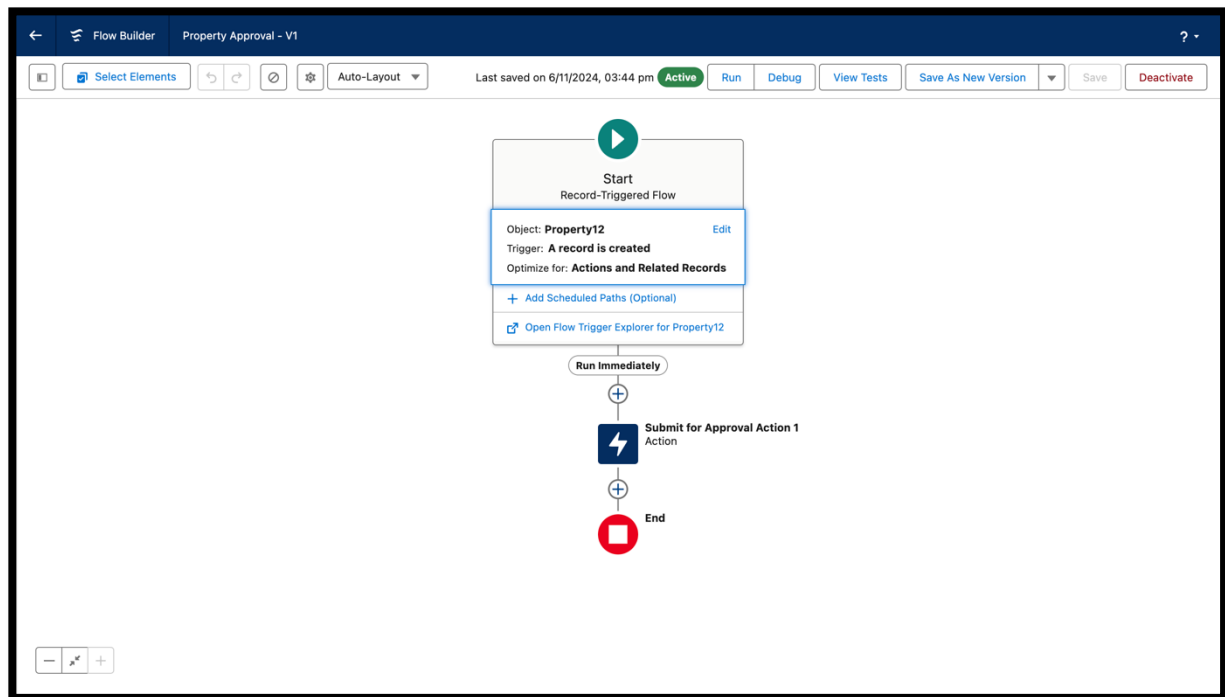 Flow Builder
Property Approval - V1
?
Select Elements
Auto-Layout
Last saved on 6/11/2024, 03:44 pm
Active
Run
Debug
View Tests
Save As New Version
Save
Deactivate
Start
Record-Triggered Flow
Object: Property12
Edit
Trigger: A record is created
Optimize for: Actions and Related Records
Add Scheduled Paths (Optional)
Open Flow Trigger Explorer for Property12
Run Immediately
Submit for Approval Action 1
Action
End